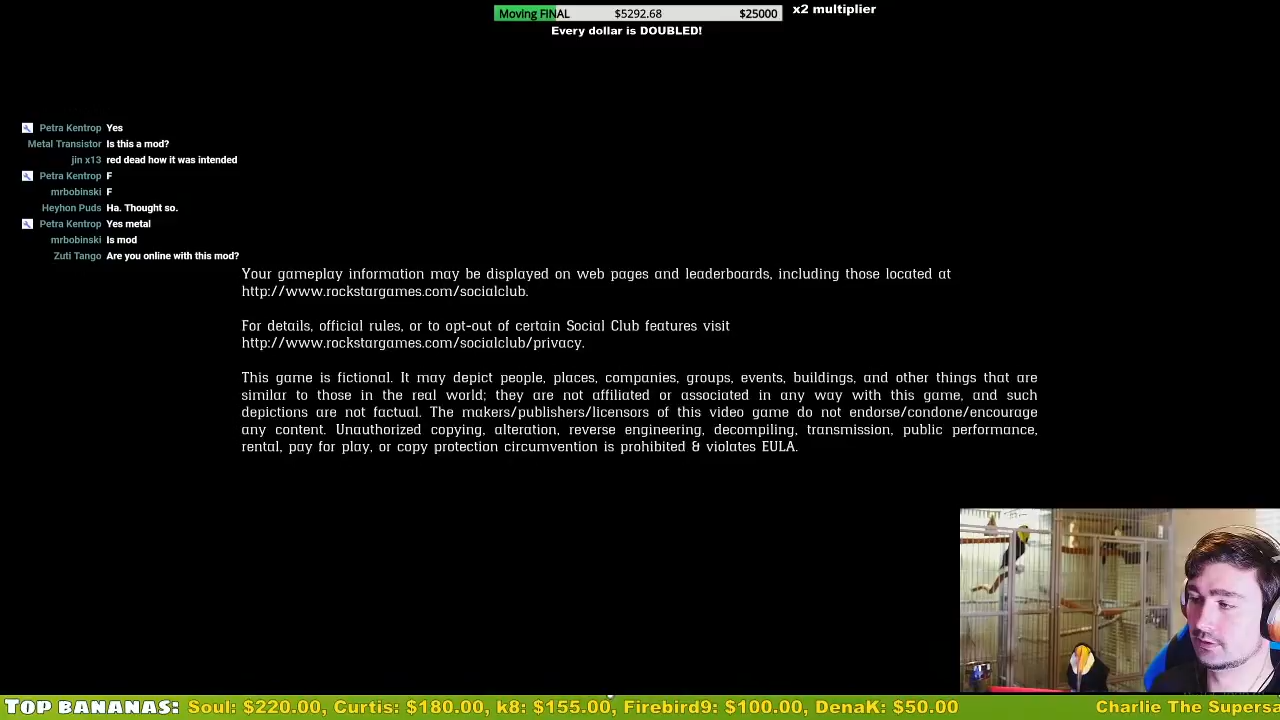 Moving FINAL $5292.68 $25000 x2 multiplier
Every dollar is DOUBLED!
Petra Kentrop Yes
Metal Transistor Is this a mod?
jin x13 red dead how it was intended
Petra Kentrop F
mrbobinski F
Heyhon Puds Ha. Thought so.
Petra Kentrop Yes metal
mrbobinski Is mod
Zuti Tango Are you online with this mod?
Your gameplay information may be displayed on web pages and leaderboards, including those located at
http://www.rockstargames.com/socialclub.
For details, official rules, or to opt-out of certain Social Club features visit
http://www.rockstargames.com/socialclub/privacy.
This game is fictional. It may depict people, places, companies, groups, events, buildings, and other things that are
similar to those in the real world; they are not affiliated or associated in any way with this game, and such
depictions are not factual. The makers/publishers/licensors of this video game do not endorse/condone/encourage
any content. Unauthorized copying, alteration, reverse engineering, decompiling, transmission, public performance,
rental, pay for play, or copy protection circumvention is prohibited & violates EULA.
TOP BANANAS: Soul: $220.00, Curtis: $180.00, k8: $155.00, Firebird9: $100.00, DenaK: $50.00 Charlie The Supersa